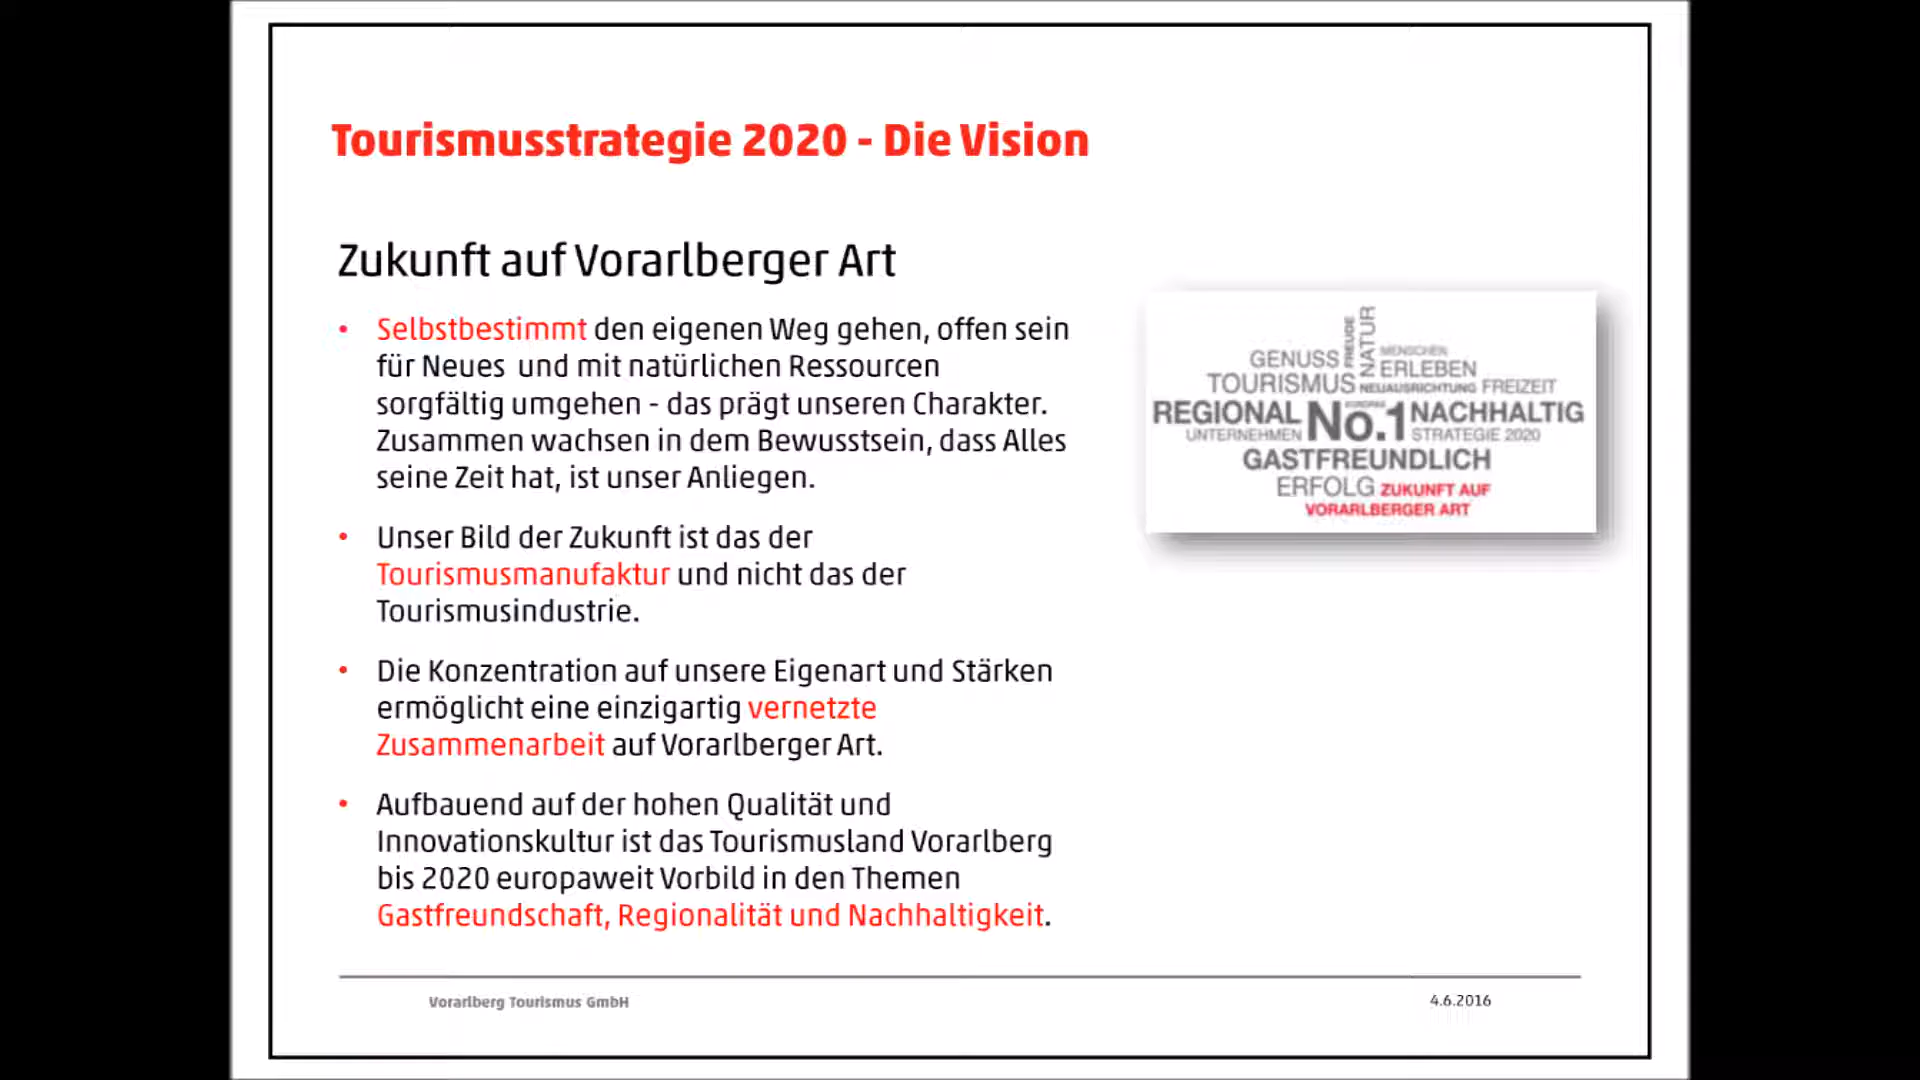 Tourismusstrategie 2020 - Die Vision
Zukunft auf Vorarlberger Art
• Selbstbestimmt den eigenen Weg gehen, offen sein
für Neues und mit natürlichen Ressourcen
sorgfältig umgehen - das prägt unseren Charakter.
Zusammen wachsen in dem Bewusstsein, dass Alles
seine Zeit hat, ist unser Anliegen.
• Unser Bild der Zukunft ist das der
Tourismusmanufaktur und nicht das der
Tourismusindustrie.
• Die Konzentration auf unsere Eigenart und Stärken
ermöglicht eine einzigartig vernetzte
Zusammenarbeit auf Vorarlberger Art.
• Aufbauend auf der hohen Qualität und
Innovationskultur ist das Tourismusland Vorarlberg
bis 2020 europaweit Vorbild in den Themen
Gastfreundschaft, Regionalität und Nachhaltigkeit.
GENUSS FREUDE NATUR MENSCHEN
ERLEBEN
TOURISMUS NEUAUSRICHTUNG FREIZEIT
REGIONAL No.1 NACHHALTIG
UNTERNEHMEN STRATEGIE 2020
GASTFREUNDLICH
ERFOLG ZUKUNFT AUF
VORARLBERGER ART
Vorarlberg Tourismus GmbH
4.6.2016